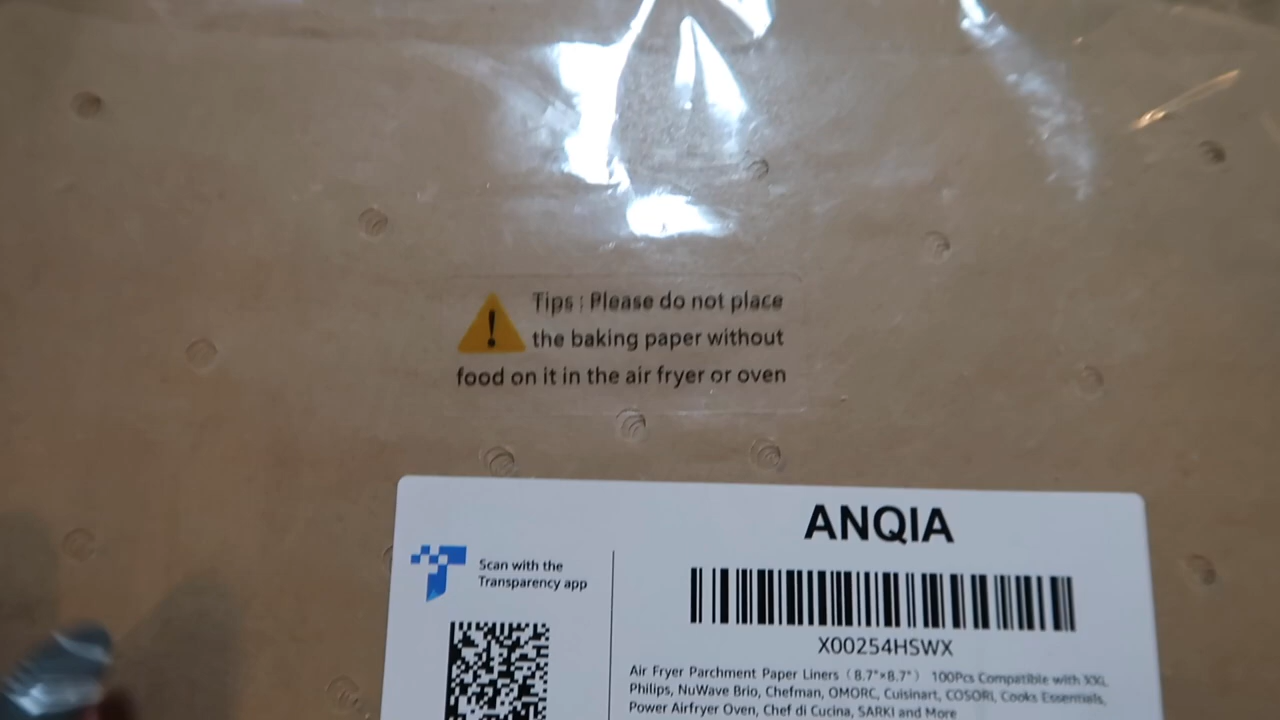 Tips : Please do not place
the baking paper without
food on it in the air fryer or oven
ANQIA
Scan with the
Transparency app
X00254HSWX
Air Fryer Parchment Paper Liners（8.7"×8.7"） 100Pcs Compatible with XXL
Philips, NuWave Brio, Chefman, OMORC, Cuisinart, COSORI, Cooks Essentials,
Power Airfryer Oven, Chef di Cucina, SARKI and More